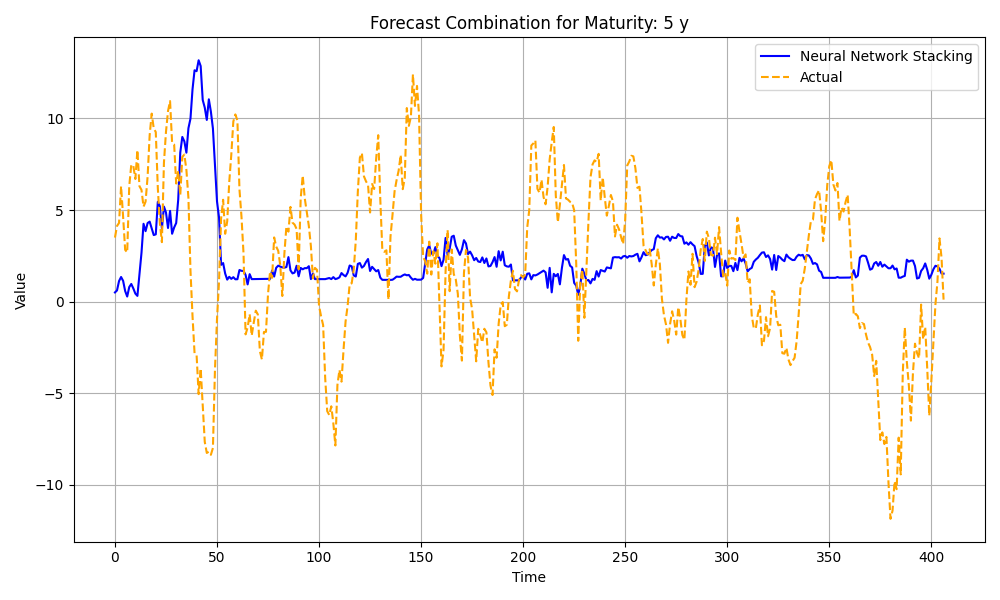 Forecast Combination for Maturity: 5 y
Neural Network Stacking
Actual
Value
10
5
0
−5
−10
0 50 100 150 200 250 300 350 400
Time